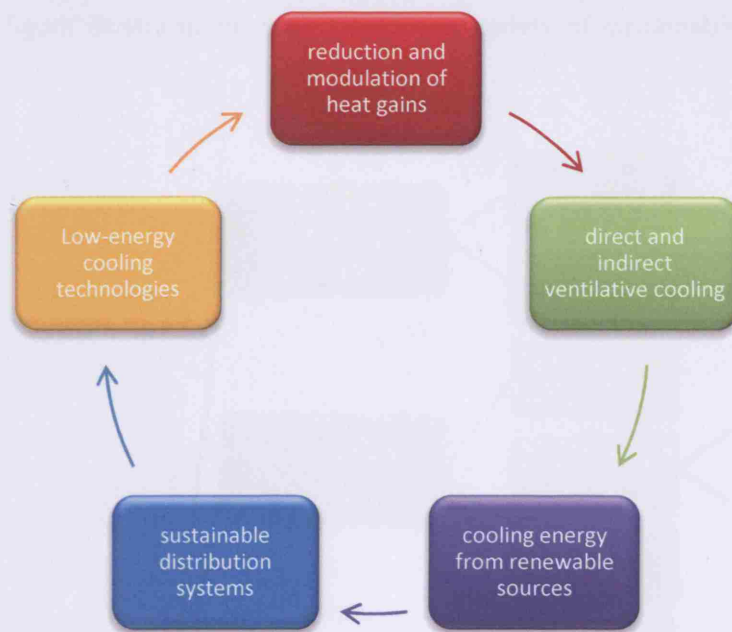 reduction and
modulation of
heat gains
direct and
indirect
ventilative cooling
cooling energy
from renewable
sources
sustainable
distribution
systems
Low-energy
cooling
technologies